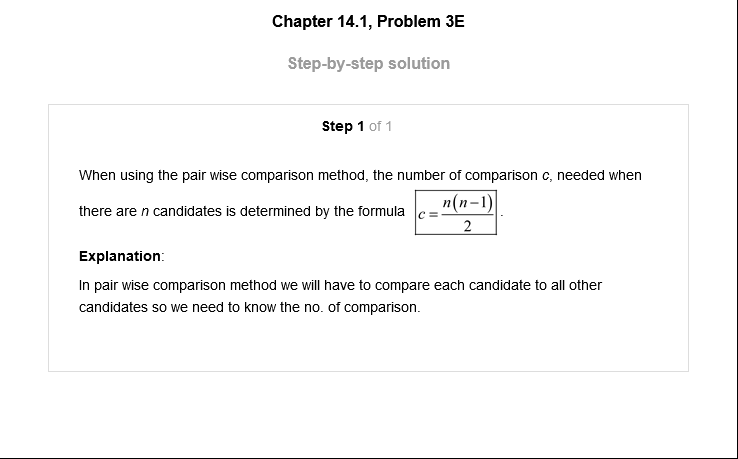 Chapter 14.1, Problem 3E
Step-by-step solution
Step 1 of 1
When using the pair wise comparison method, the number of comparison c, needed when
there are n candidates is determined by the formula c = n(n−1)/2 .
Explanation:
In pair wise comparison method we will have to compare each candidate to all other
candidates so we need to know the no. of comparison.